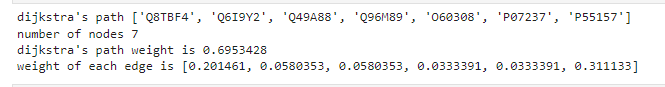 dijkstra's path ['Q8TBF4', 'Q6I9Y2', 'Q49A88', 'Q96M89', 'O60308', 'P07237', 'P55157']
number of nodes 7
dijkstra's path weight is 0.6953428
weight of each edge is [0.201461, 0.0580353, 0.0580353, 0.0333391, 0.0333391, 0.311133]